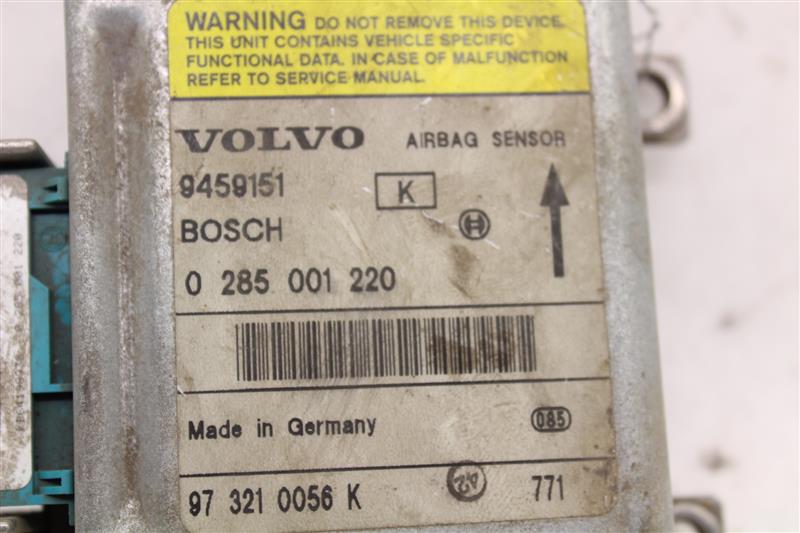 WARNING DO NOT REMOVE THIS DEVICE.
THIS UNIT CONTAINS VEHICLE SPECIFIC
FUNCTIONAL DATA. IN CASE OF MALFUNCTION
REFER TO SERVICE MANUAL.
VOLVO AIRBAG SENSOR
9459151 K
BOSCH
0 285 001 220
Made in Germany 085
97 321 0056 K A2 771